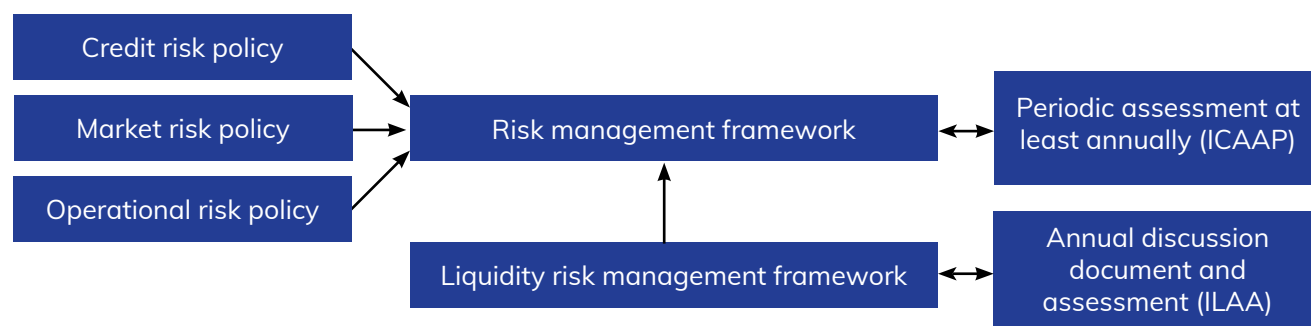 Credit risk policy
Market risk policy
Operational risk policy
Risk management framework
Liquidity risk management framework
Periodic assessment at
least annually (ICAAP)
Annual discussion
document and
assessment (ILAA)